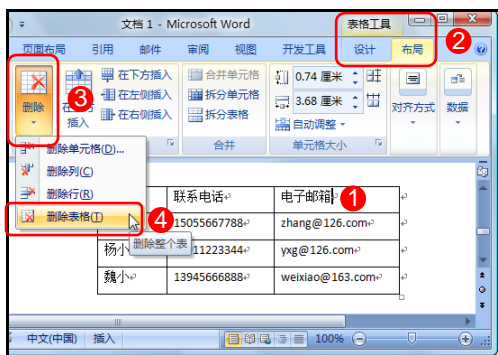 文档 1 - Microsoft Word
表格工具
页面布局 引用 邮件 审阅 视图 开发工具 设计 布局 2
删除 3 在 插入
在下方插入
在左侧插入
在右侧插入
合并单元格
拆分单元格
拆分表格
合并
0.74 厘米
3.68 厘米
自动调整
单元格大小
对齐方式 数据
删除单元格(D)...
删除列(C)
删除行(R)
删除表格(T) 4
删除整个表
联系电话 电子邮箱 1
15055667788 zhang@126.com
杨小 11223344 yxg@126.com
魏小 13945666888 weixiao@163.com
中文(中国) 插入 100%